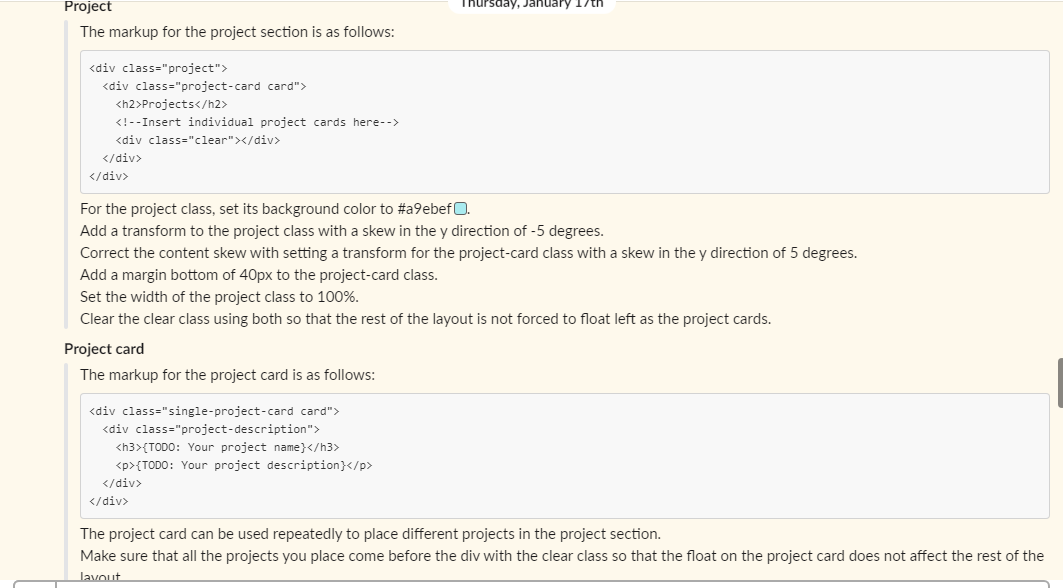 Thursday, January 17th
Project
The markup for the project section is as follows:
<div class="project">
  <div class="project-card card">
    <h2>Projects</h2>
    <!--Insert individual project cards here-->
    <div class="clear"></div>
  </div>
</div>
For the project class, set its background color to #a9ebef.
Add a transform to the project class with a skew in the y direction of -5 degrees.
Correct the content skew with setting a transform for the project-card class with a skew in the y direction of 5 degrees.
Add a margin bottom of 40px to the project-card class.
Set the width of the project class to 100%.
Clear the clear class using both so that the rest of the layout is not forced to float left as the project cards.
Project card
The markup for the project card is as follows:
<div class="single-project-card card">
  <div class="project-description">
    <h3>{TODO: Your project name}</h3>
    <p>{TODO: Your project description}</p>
  </div>
</div>
The project card can be used repeatedly to place different projects in the project section.
Make sure that all the projects you place come before the div with the clear class so that the float on the project card does not affect the rest of the
layout